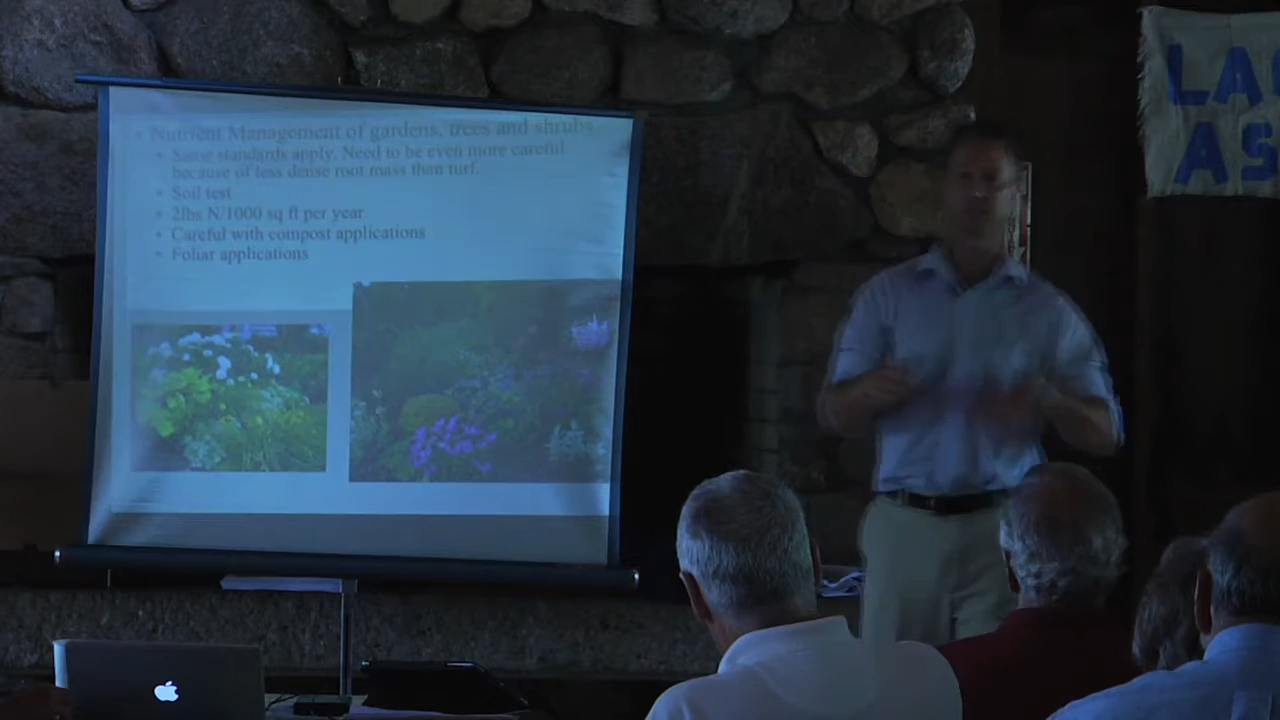 • Nutrient Management of gardens, trees and shrubs
• Same standards apply. Need to be even more careful
because of less dense root mass than turf.
• Soil test
• 2lbs N/1000 sq ft per year
• Careful with compost applications
• Foliar applications
LA
AS